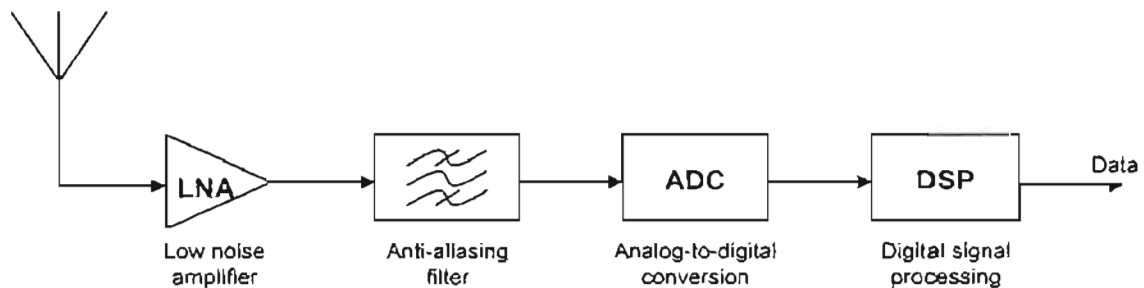 LNA
ADC
DSP
Data
Low noise
amplifier
Anti-aliasing
filter
Analog-to-digital
conversion
Digital signal
processing